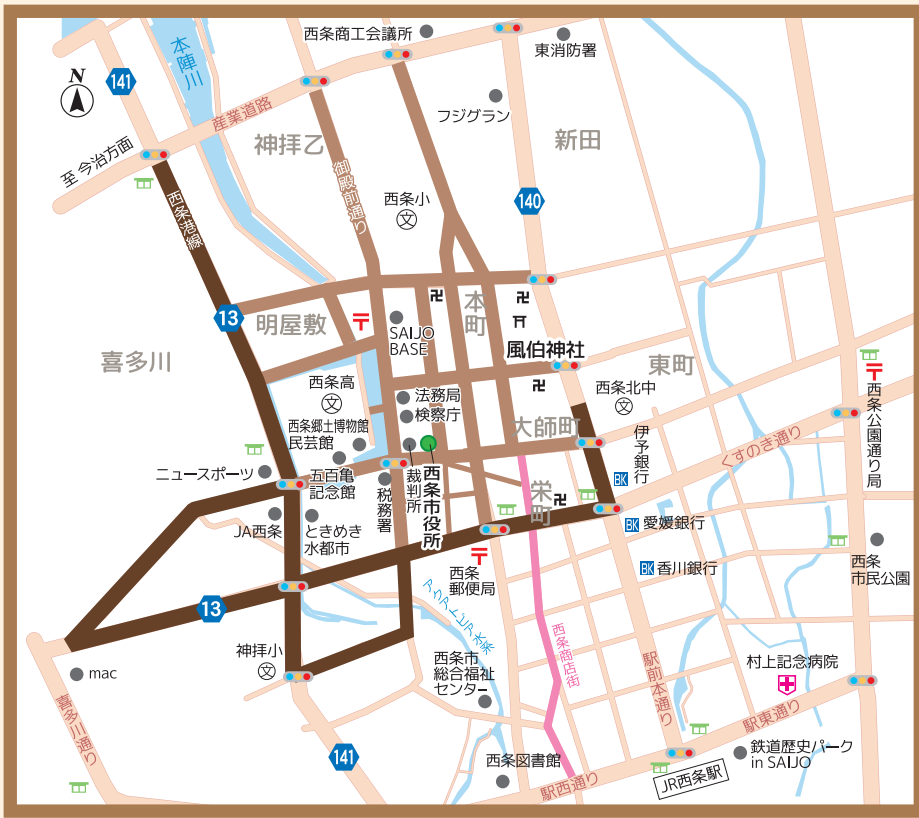 西条商工会議所
東消防署
本陣川
N
141
産業道路
フジグラン
神拝乙
新田
至 今治方面
御殿前通り
西条小
文
140
西条港線
13
明屋敷
本町
SAIJO
BASE
風伯神社
喜多川
東町
西条高
文
法務局
検察庁
西条北中
文
西条公園通り局
西条郷土博物館
民芸館
大師町
伊予銀行
BK
くすのき通り
ニュースポーツ
五百亀
記念館
税務署
裁判所
西条市役所
栄町
JA西条
ときめき
水都市
BK
愛媛銀行
西条
郵便局
BK
香川銀行
西条
市民公園
13
アクアトピア水系
西条商店街
神拝小
文
西条市
総合福祉
センター
駅前本通り
村上記念病院
mac
喜多川通り
駅東通り
141
鉄道歴史パーク
in SAIJO
西条図書館
駅西通り
JR西条駅